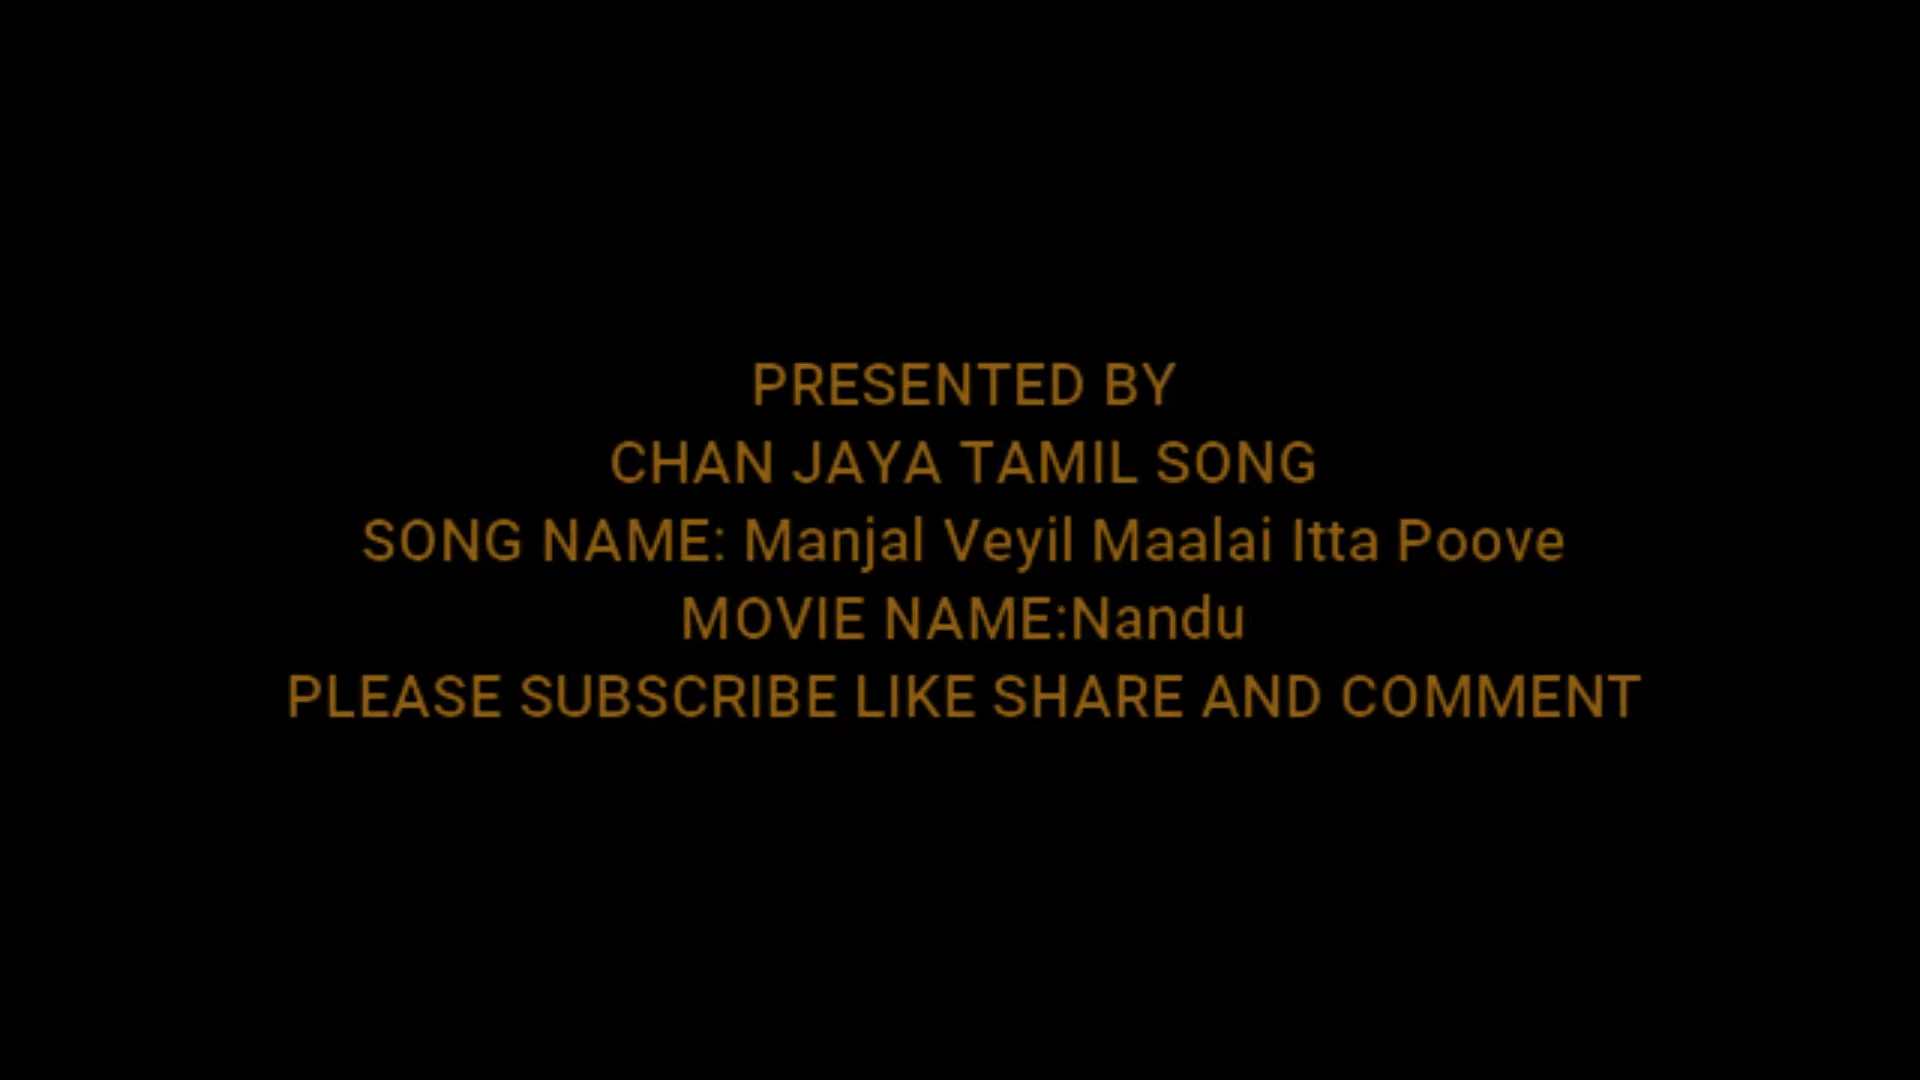 PRESENTED BY
CHAN JAYA TAMIL SONG
SONG NAME: Manjal Veyil Maalai Itta Poove
MOVIE NAME:Nandu
PLEASE SUBSCRIBE LIKE SHARE AND COMMENT